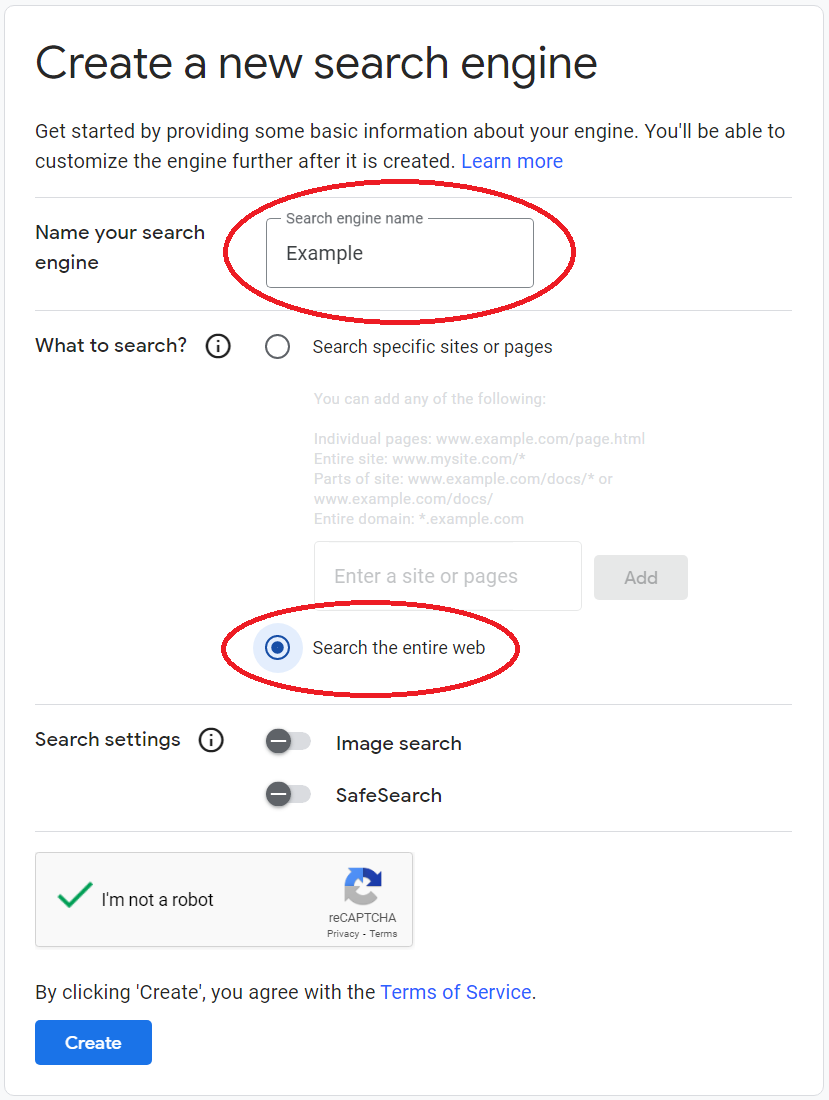 Create a new search engine
Get started by providing some basic information about your engine. You'll be able to
customize the engine further after it is created. Learn more
Name your search
engine
Search engine name
Example
What to search?
Search specific sites or pages
You can add any of the following:
Individual pages: www.example.com/page.html
Entire site: www.mysite.com/*
Parts of site: www.example.com/docs/* or
www.example.com/docs/
Entire domain: *.example.com
Enter a site or pages
Add
Search the entire web
Search settings
Image search
SafeSearch
I'm not a robot
reCAPTCHA
Privacy - Terms
By clicking 'Create', you agree with the Terms of Service.
Create